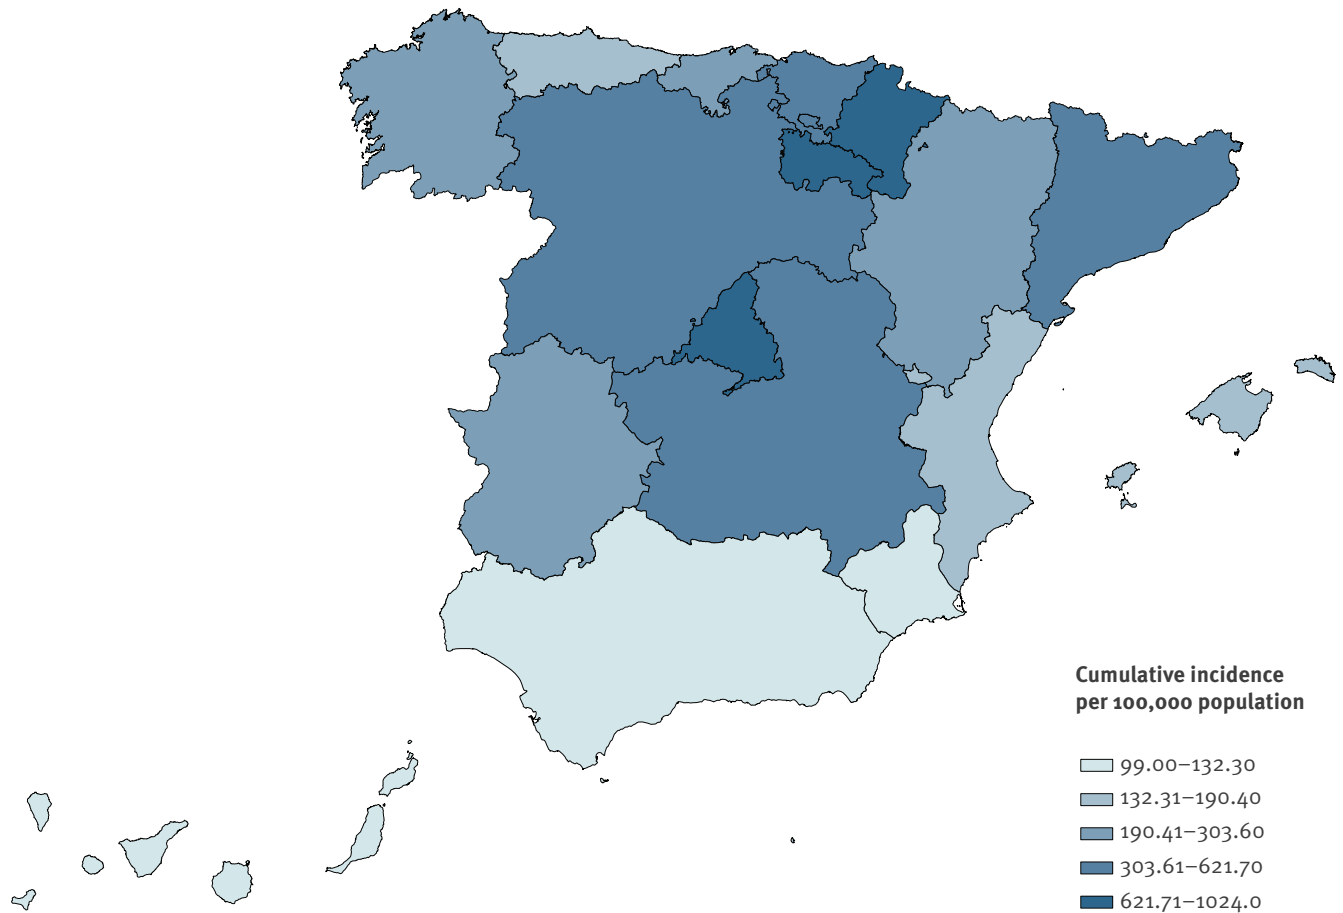 Cumulative incidence
per 100,000 population
99.00–132.30
132.31–190.40
190.41–303.60
303.61–621.70
621.71–1024.0